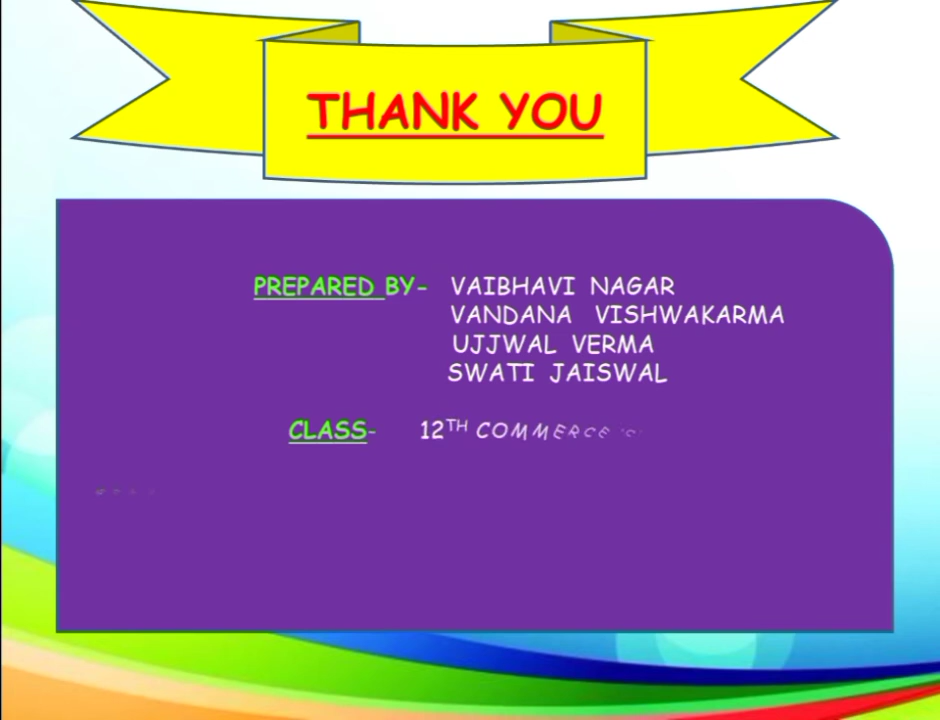 THANK YOU
PREPARED BY- VAIBHAVI NAGAR
VANDANA VISHWAKARMA
UJJWAL VERMA
SWATI JAISWAL
CLASS- 12TH COMMERCE